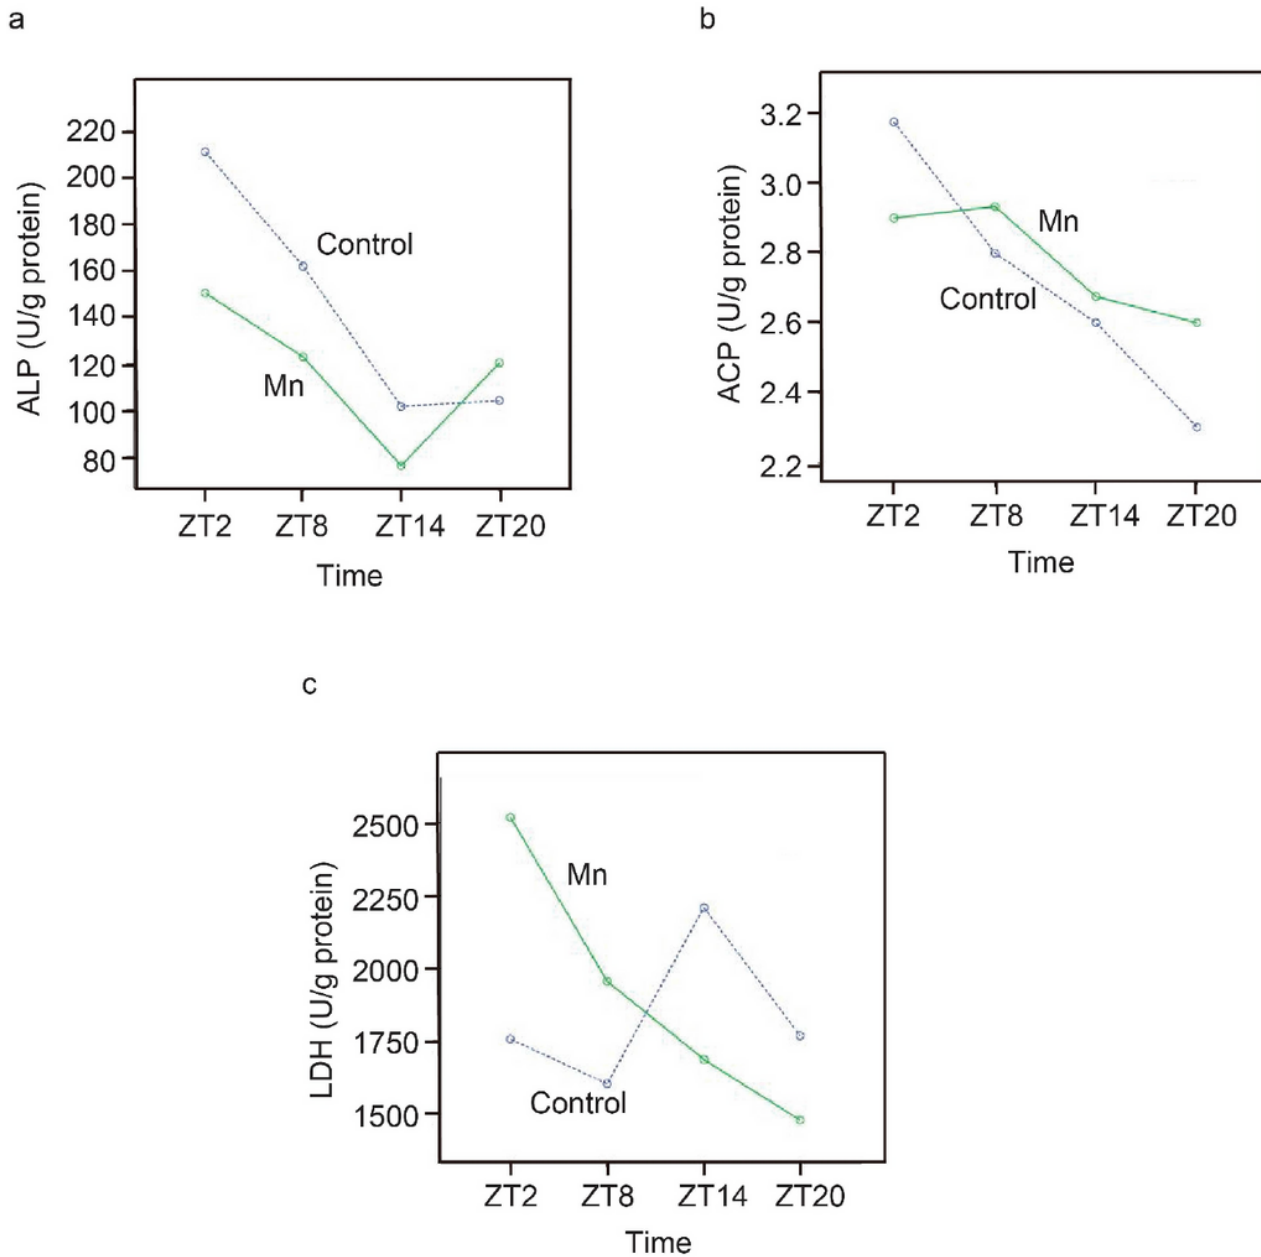 a
ALP (U/g protein)
220
200
180
160
140
120
100
80
Control
Mn
ZT2 ZT8 ZT14 ZT20
Time
b
ACP (U/g protein)
3.2
3.0
2.8
2.6
2.4
2.2
Mn
Control
ZT2 ZT8 ZT14 ZT20
Time
c
LDH (U/g protein)
2500
2250
2000
1750
1500
Mn
Control
ZT2 ZT8 ZT14 ZT20
Time